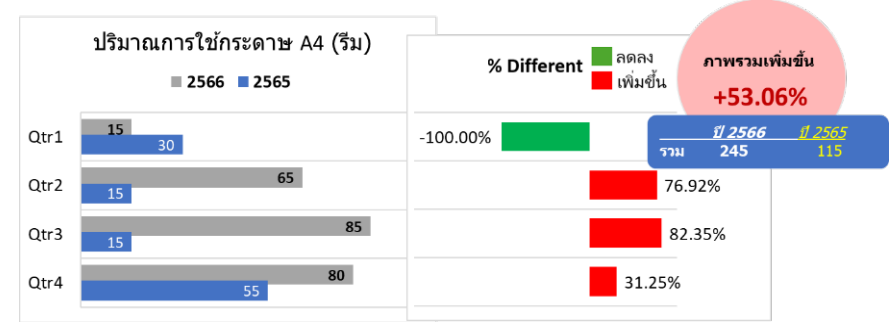 ปริมาณการใช้กระดาษ A4 (รีม)
2566 2565
Qtr1 15
30
Qtr2 65
15
Qtr3 85
15
Qtr4 80
55
% Different ลดลง
เพิ่มขึ้น
-100.00%
76.92%
82.35%
31.25%
ภาพรวมเพิ่มขึ้น
+53.06%
ปี 2566 ปี 2565
รวม 245 115